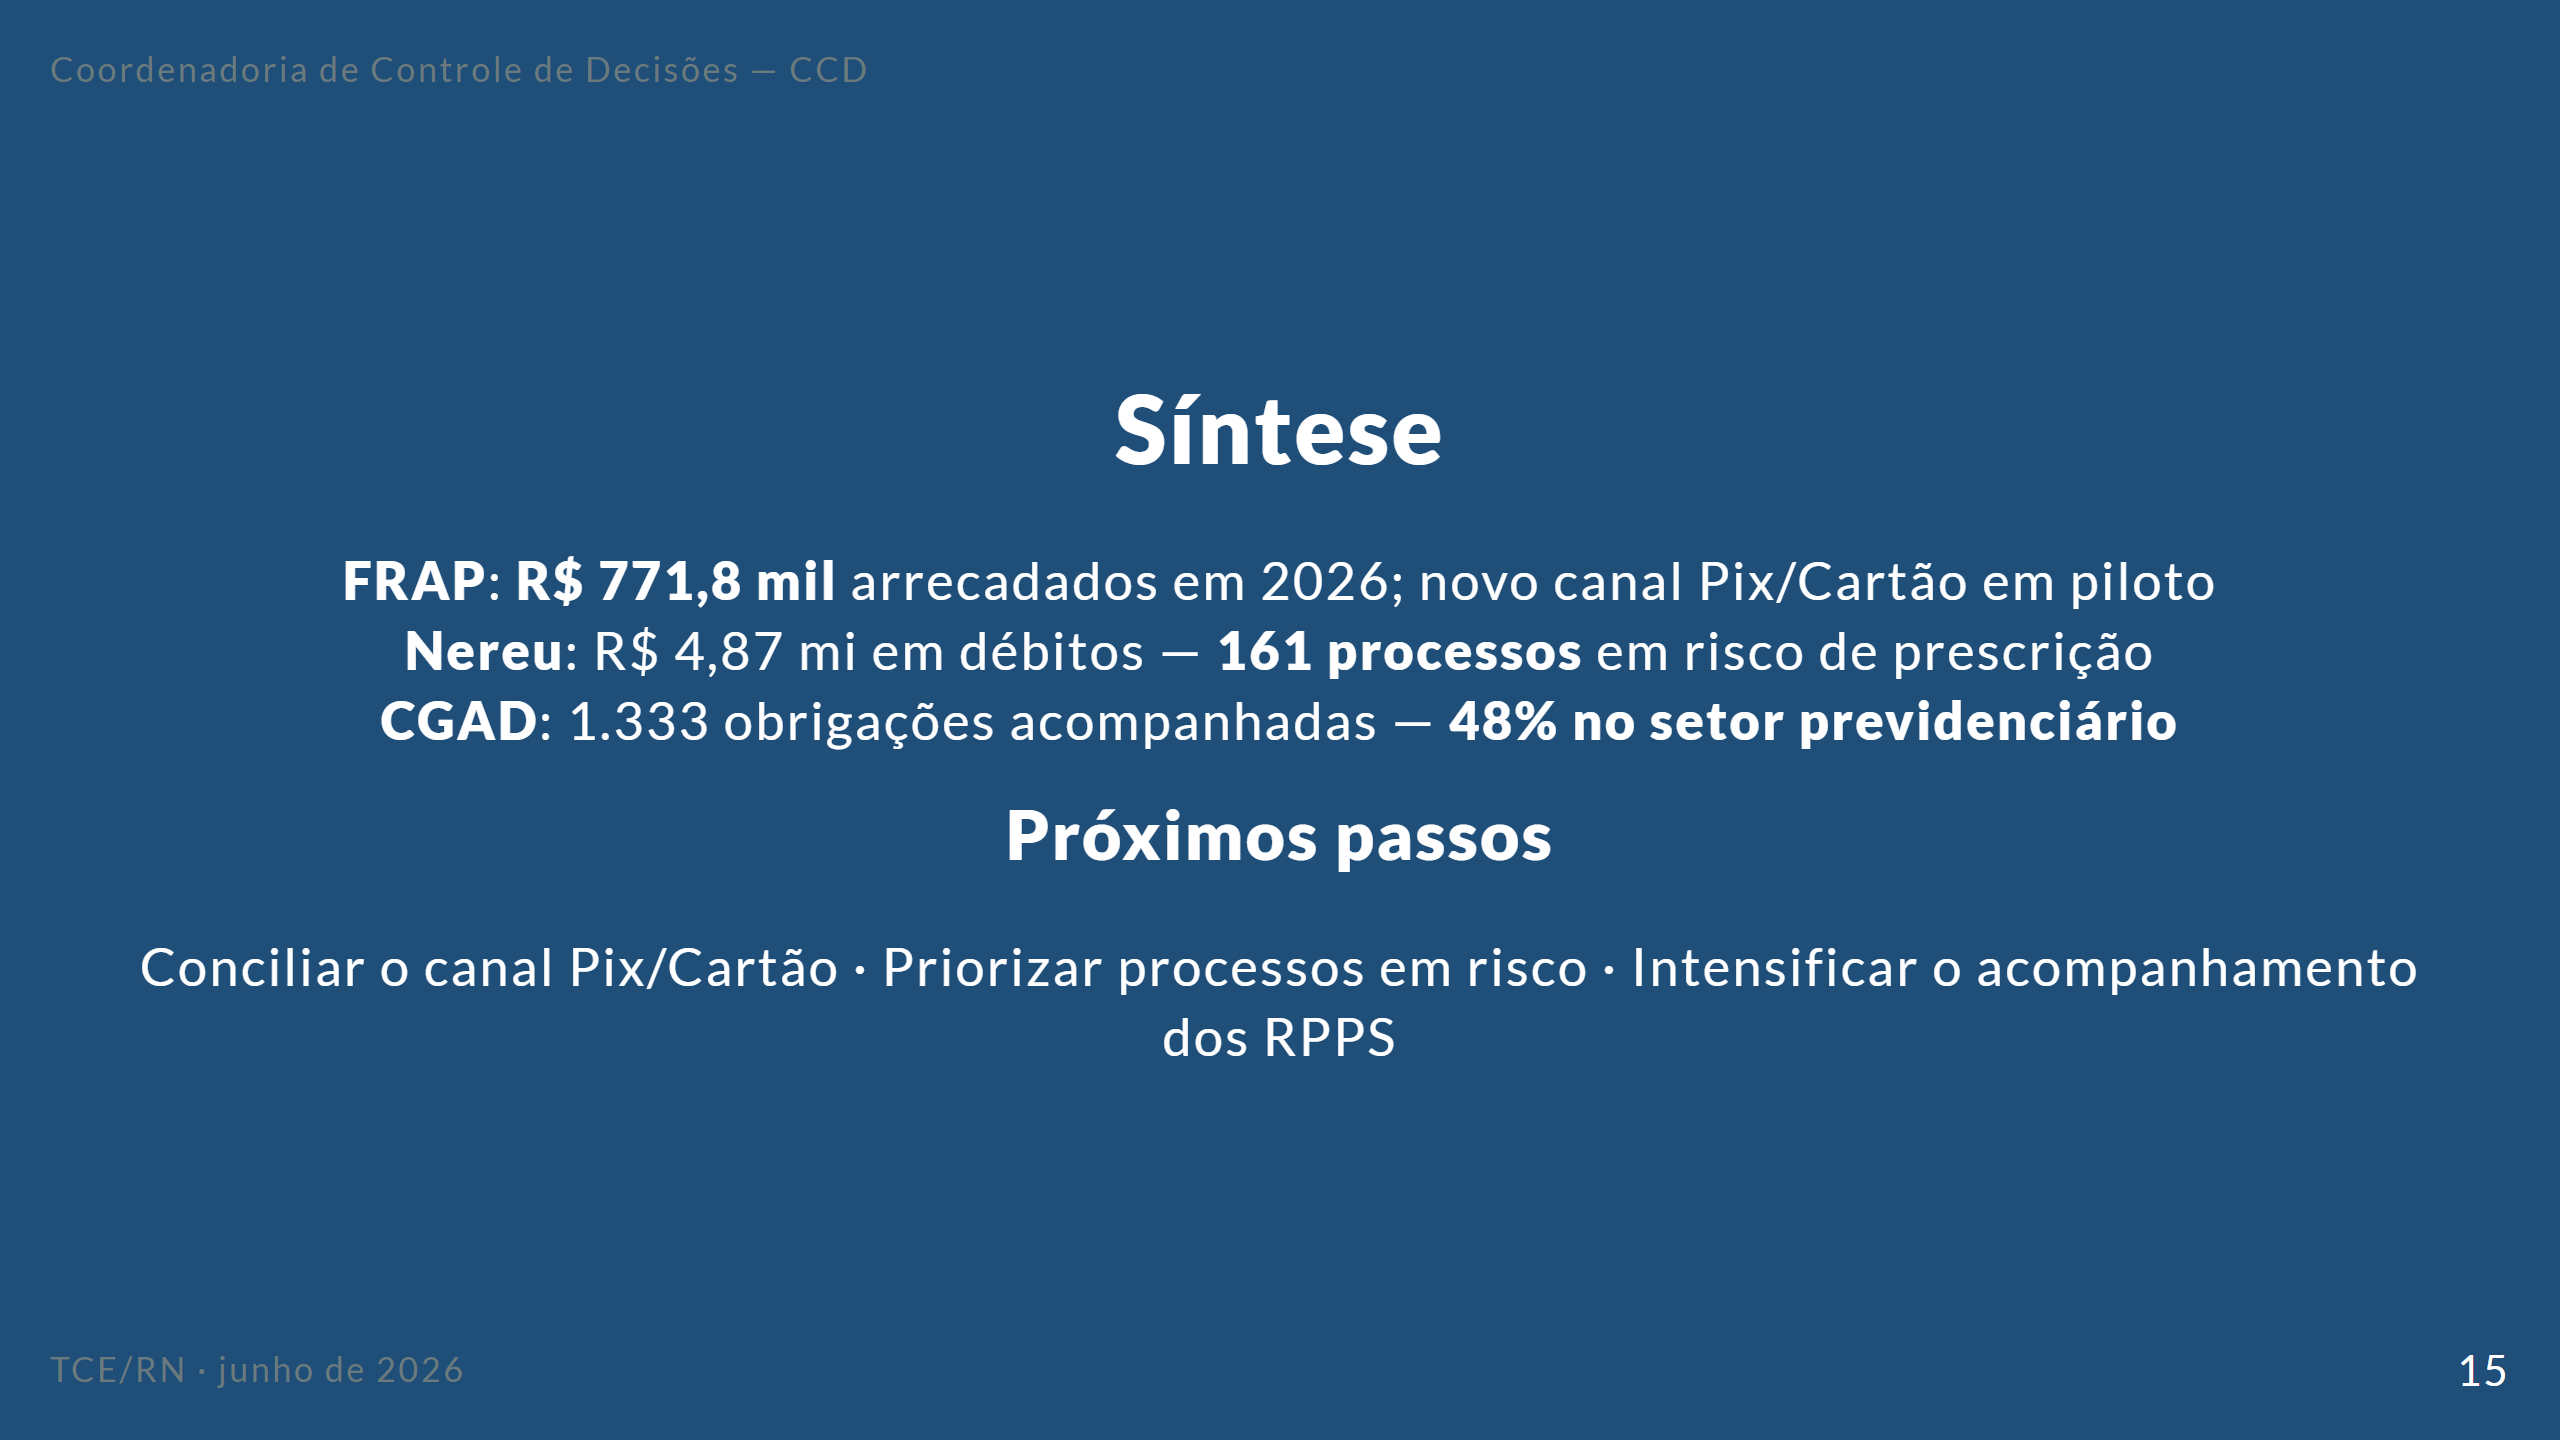 Coordenadoria de Controle de Decisões — CCD
Síntese
FRAP: R$ 771,8 mil arrecadados em 2026; novo canal Pix/Cartão em piloto
Nereu: R$ 4,87 mi em débitos — 161 processos em risco de prescrição
CGAD: 1.333 obrigações acompanhadas — 48% no setor previdenciário
Próximos passos
Conciliar o canal Pix/Cartão · Priorizar processos em risco · Intensificar o acompanhamento
dos RPPS
TCE/RN · junho de 2026
15